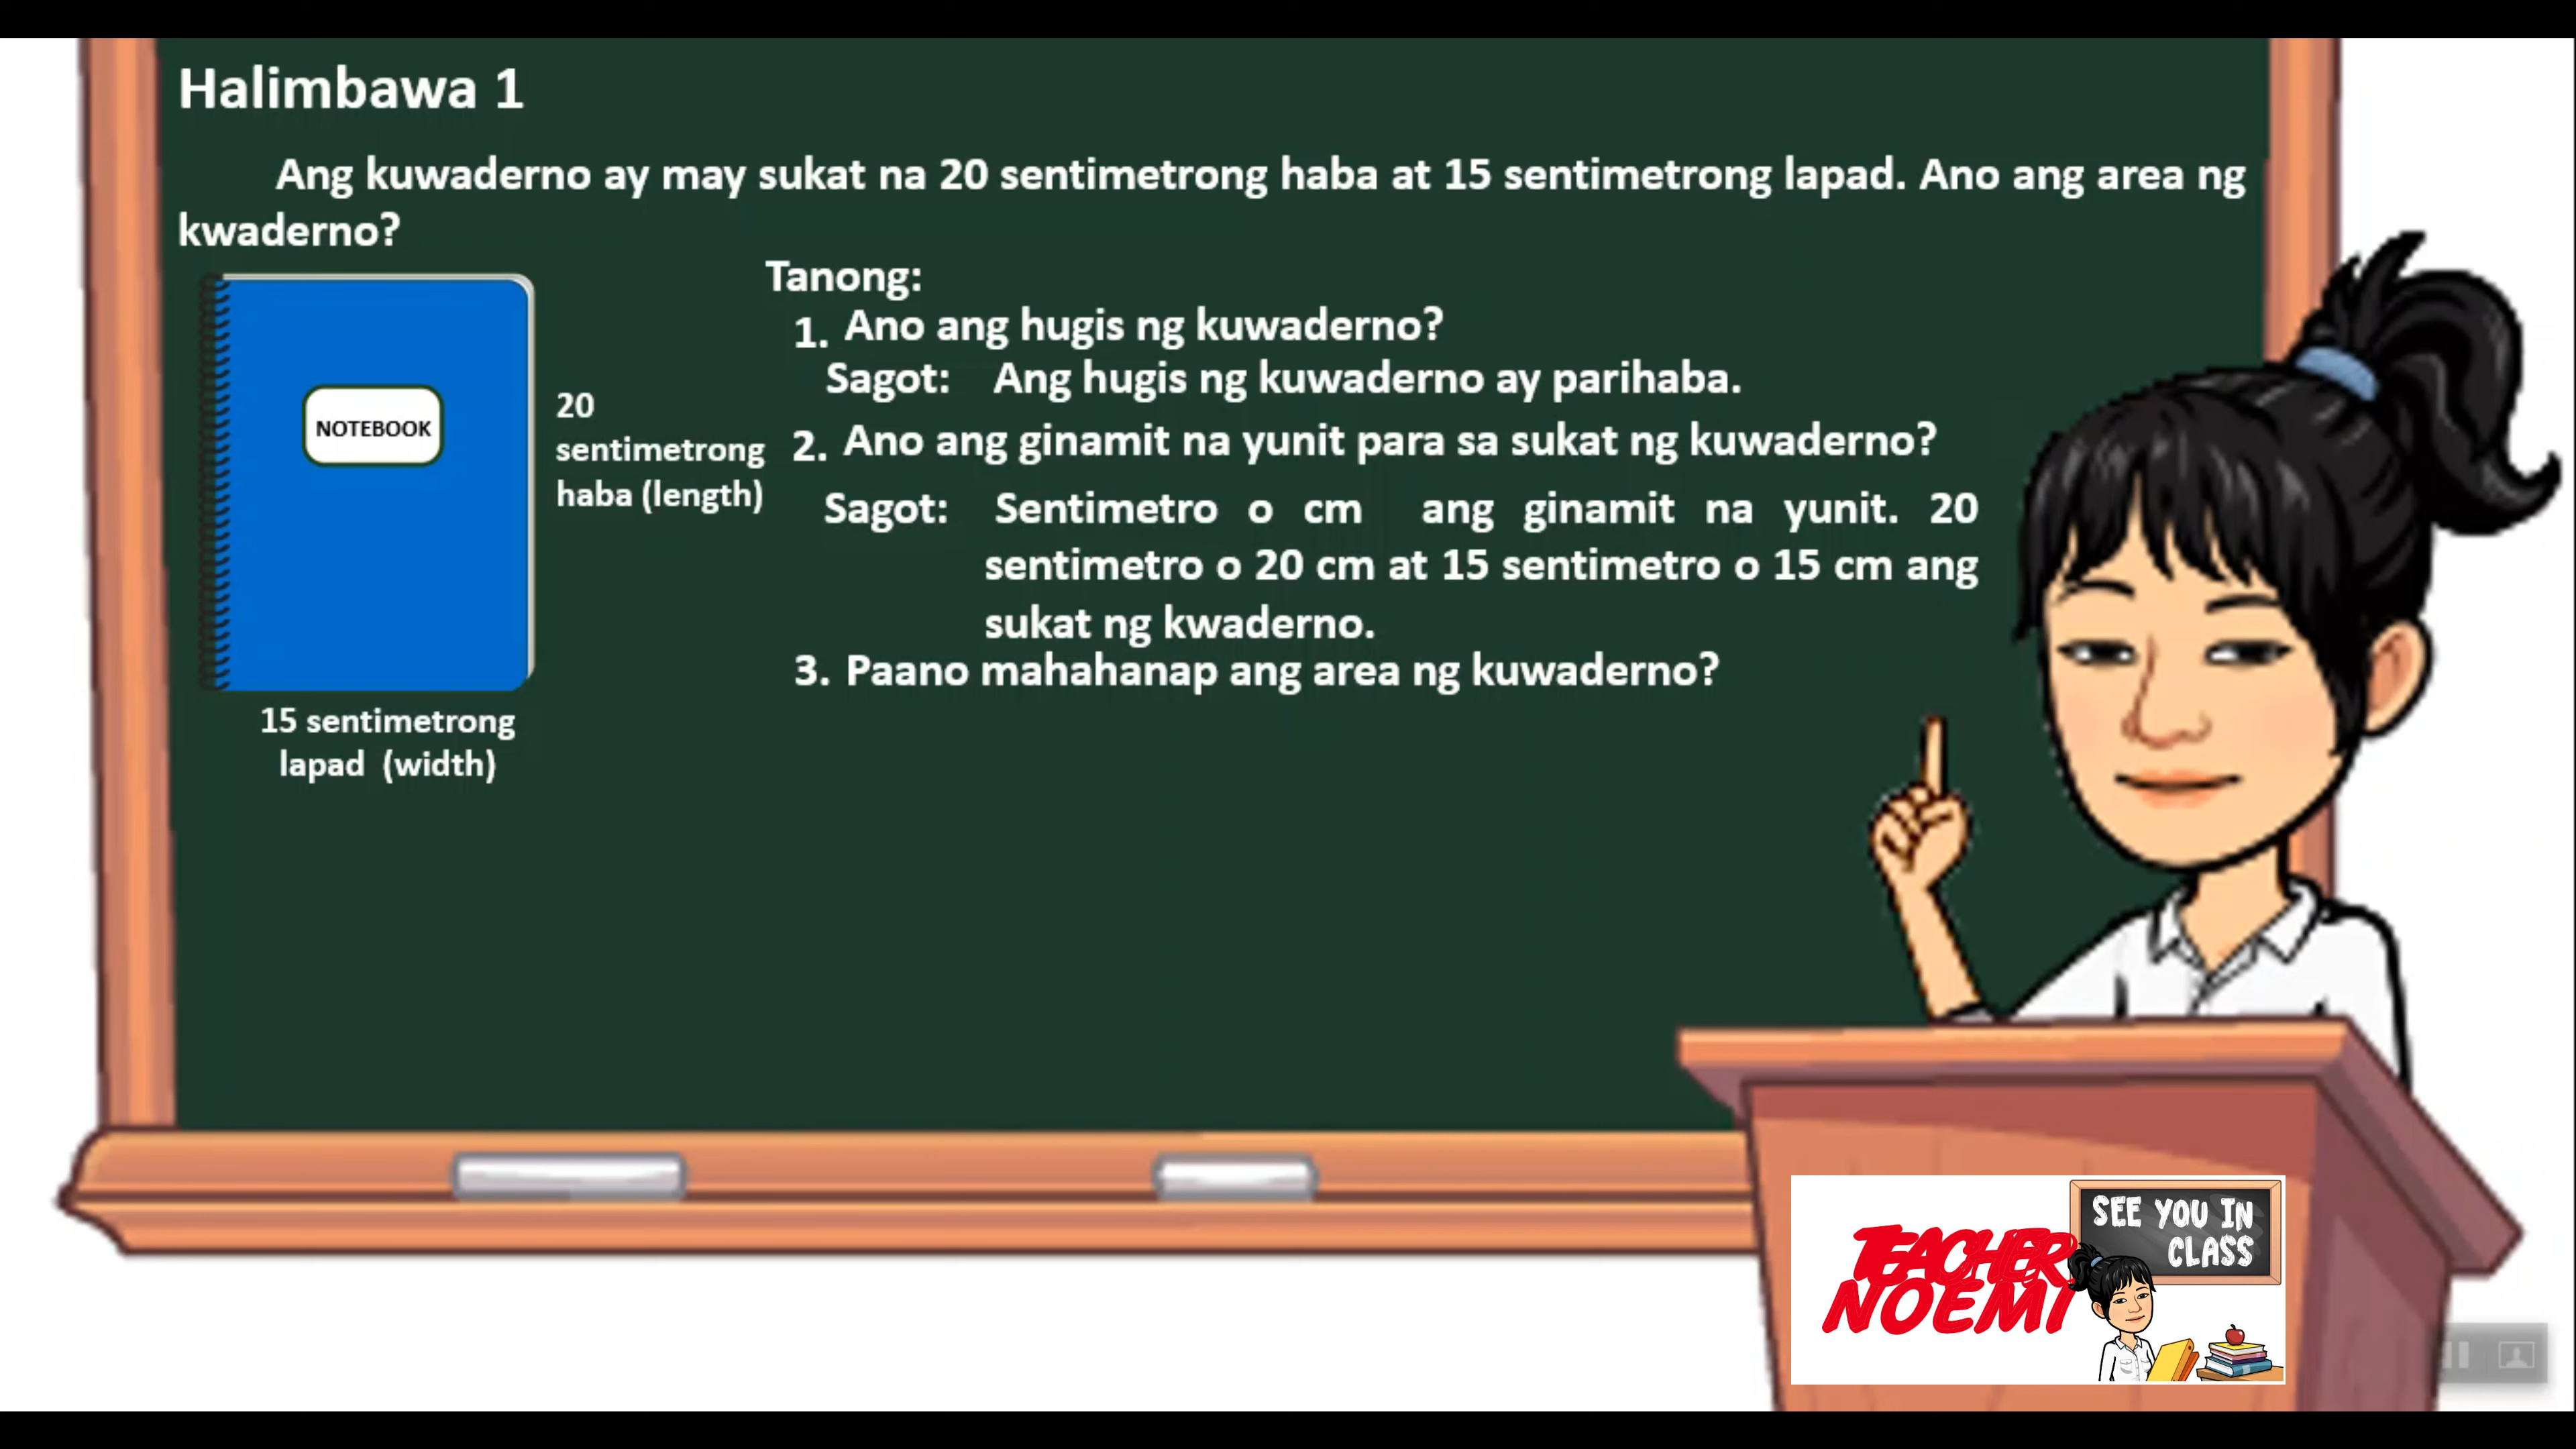 Halimbawa 1
Ang kuwaderno ay may sukat na 20 sentimetrong haba at 15 sentimetrong lapad. Ano ang area ng
kwaderno?
NOTEBOOK
20
sentimetrong
haba (length)
15 sentimetrong
lapad (width)
Tanong:
1. Ano ang hugis ng kuwaderno?
Sagot: Ang hugis ng kuwaderno ay parihaba.
2. Ano ang ginamit na yunit para sa sukat ng kuwaderno?
Sagot: Sentimetro o cm ang ginamit na yunit. 20
sentimetro o 20 cm at 15 sentimetro o 15 cm ang
sukat ng kwaderno.
3. Paano mahahanap ang area ng kuwaderno?
TEACHER
NOEMI
SEE YOU IN
CLASS